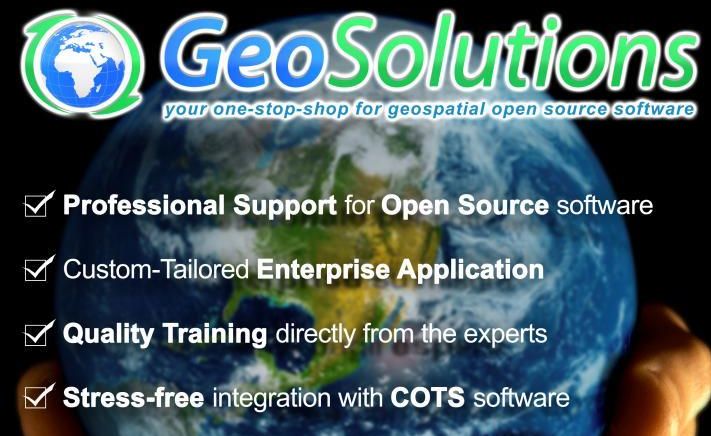 GeoSolutions
your one-stop-shop for geospatial open source software
Professional Support for Open Source software
Custom-Tailored Enterprise Application
Quality Training directly from the experts
Stress-free integration with COTS software